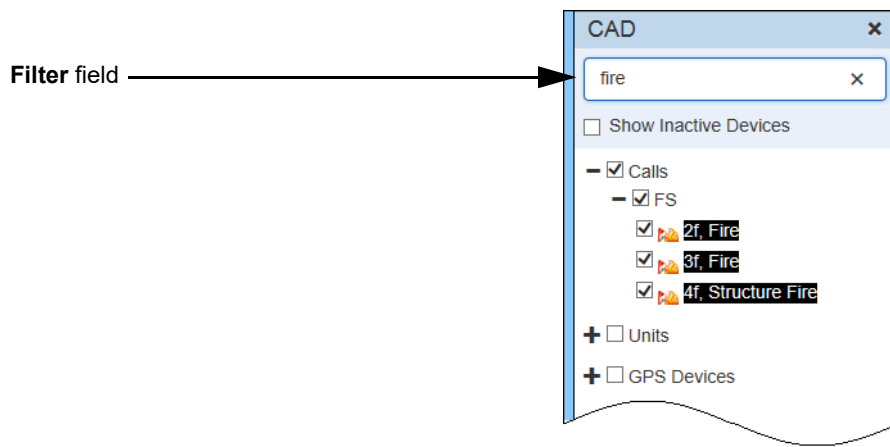 CAD
Filter field
fire
Show Inactive Devices
Calls
FS
2f, Fire
3f, Fire
4f, Structure Fire
Units
GPS Devices